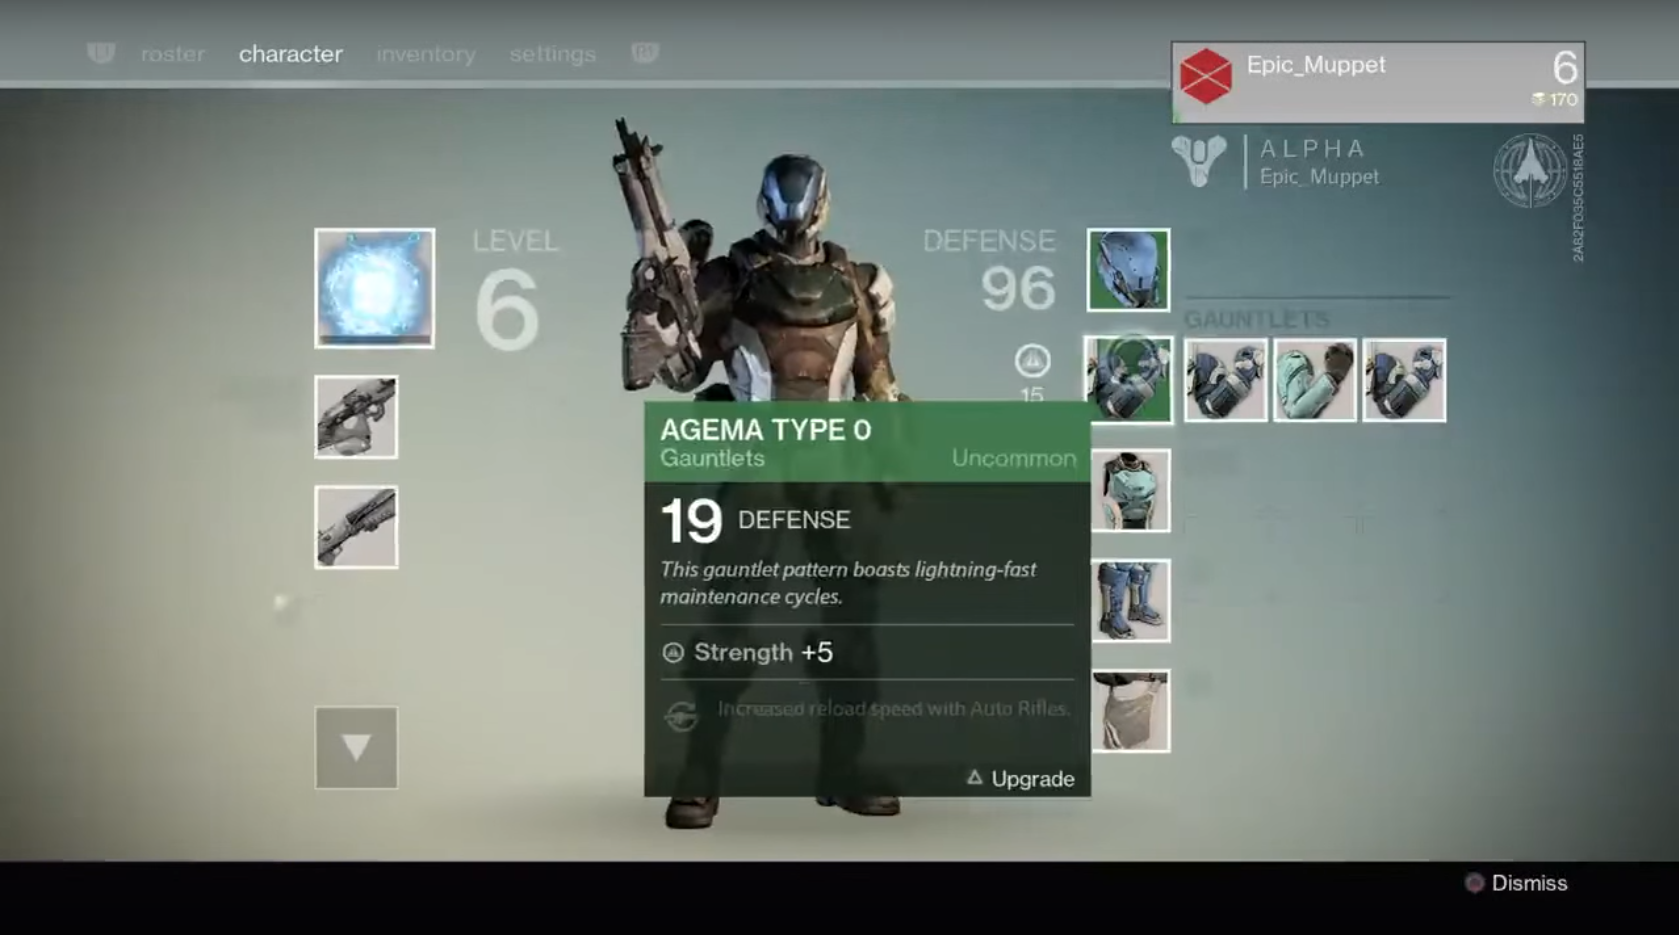 roster character inventory settings
Epic_Muppet 6
170
ALPHA
Epic_Muppet
2A82FD35C5518AE5
LEVEL
6
DEFENSE
96
15
GAUNTLETS
AGEMA TYPE 0
Gauntlets Uncommon
19 DEFENSE
This gauntlet pattern boasts lightning-fast
maintenance cycles.
Strength +5
Increased reload speed with Auto Rifles.
Upgrade
Dismiss